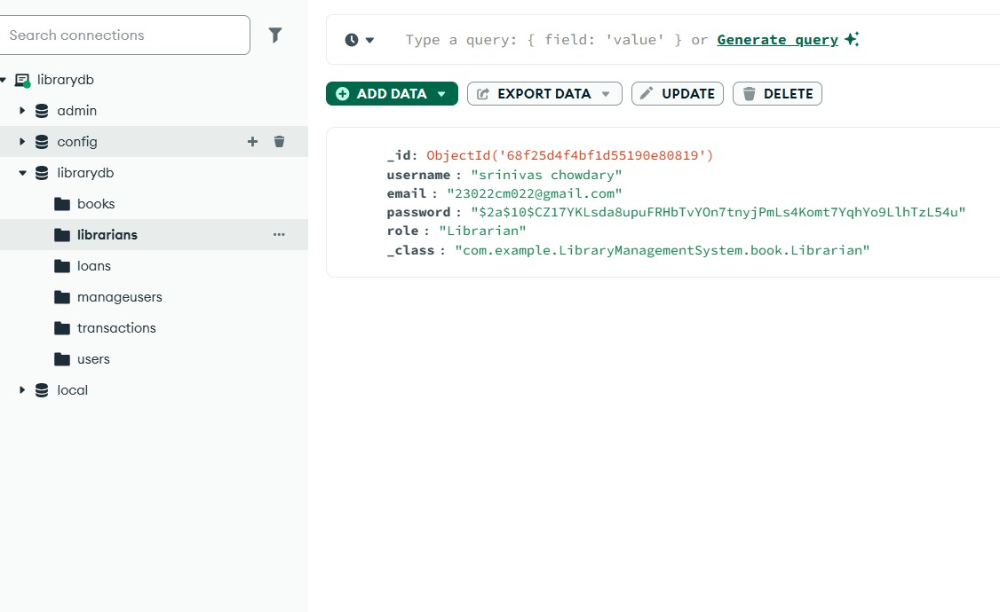 Search connections
librarydb
admin
config
librarydb
books
librarians
loans
manageusers
transactions
users
local
Type a query: { field: 'value' } or Generate query
ADD DATA
EXPORT DATA
UPDATE
DELETE
_id: ObjectId('68f25d4f4bf1d55190e80819')
username : "srinivas chowdary"
email : "23022cm022@gmail.com"
password : "$2a$10$CZ17YKLsda8upuFRHbTvYOn7tnyjPmLs4Komt7YqhYo9LlhTzL54u"
role : "Librarian"
_class : "com.example.LibraryManagementSystem.book.Librarian"